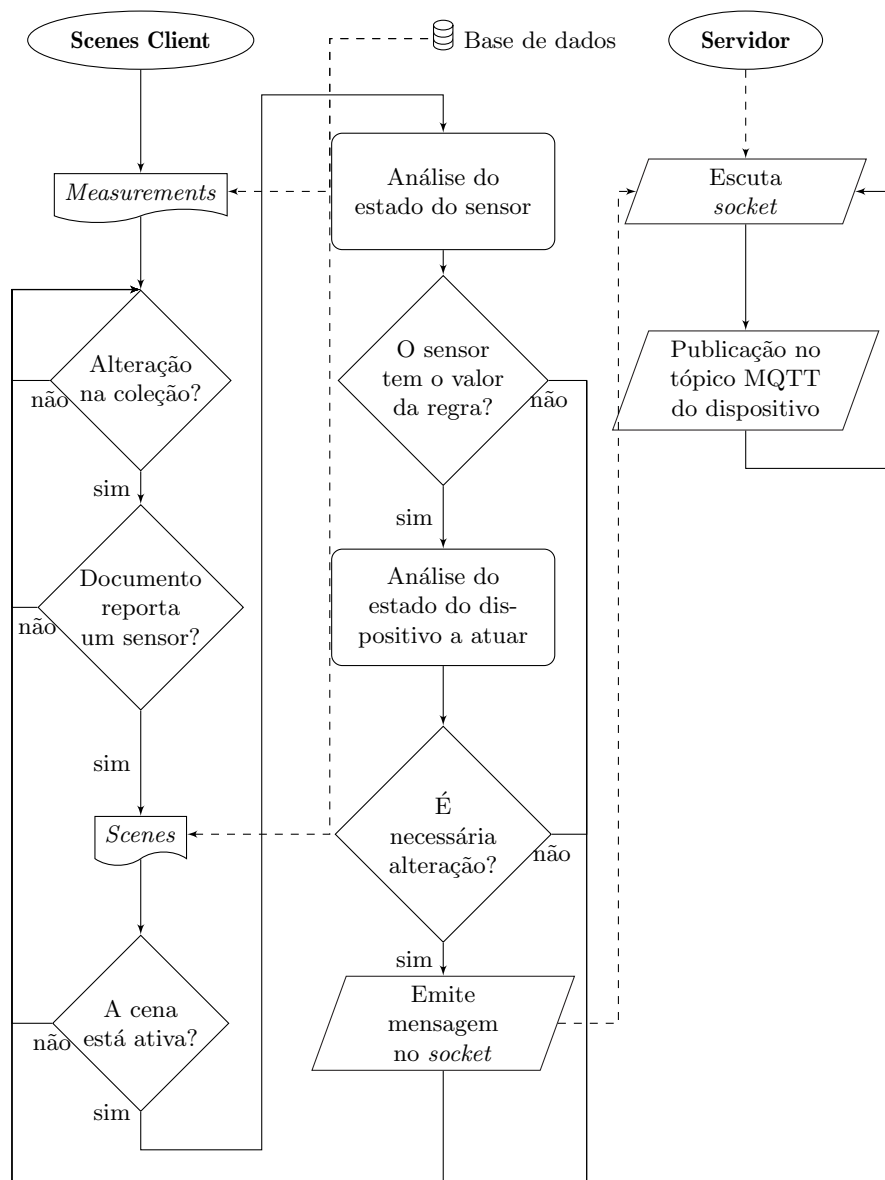 Scenes Client
Base de dados
Servidor
Measurements
Alteração
na coleção?
não
sim
Documento
reporta
um sensor?
não
sim
Scenes
A cena
está ativa?
não
sim
Análise do
estado do sensor
O sensor
tem o valor
da regra?
não
sim
Análise do
estado do dis-
positivo a atuar
É
necessária
alteração?
não
sim
Emite
mensagem
no socket
Escuta
socket
Publicação no
tópico MQTT
do dispositivo